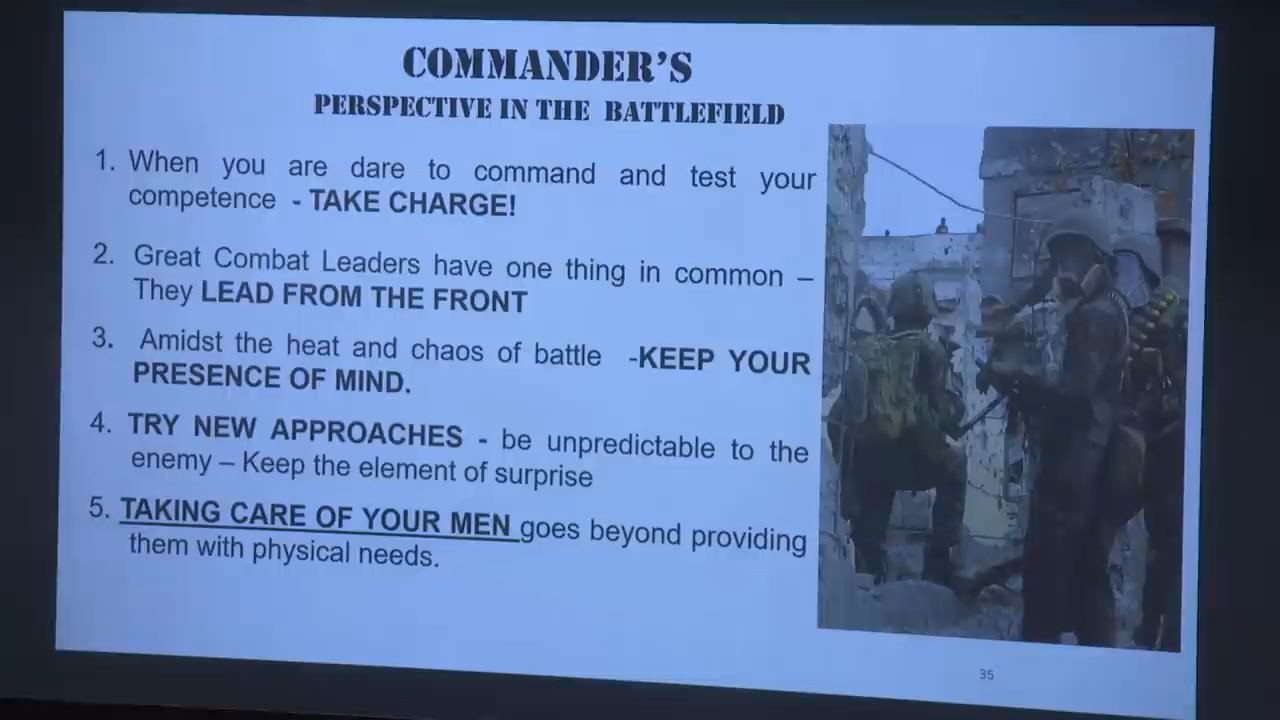 COMMANDER'S
PERSPECTIVE IN THE BATTLEFIELD
1. When you are dare to command and test your
competence - TAKE CHARGE!
2. Great Combat Leaders have one thing in common –
They LEAD FROM THE FRONT
3. Amidst the heat and chaos of battle -KEEP YOUR
PRESENCE OF MIND.
4. TRY NEW APPROACHES - be unpredictable to the
enemy – Keep the element of surprise
5. TAKING CARE OF YOUR MEN goes beyond providing
them with physical needs.
35